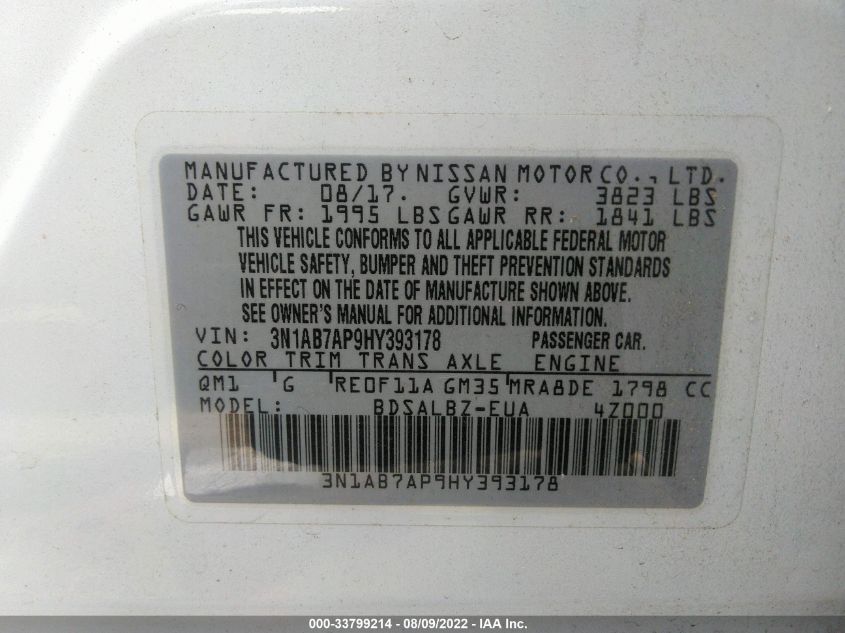 MANUFACTURED BY NISSAN MOTOR CO., LTD.
DATE: 08/17. GVWR: 3823 LBS
GAWR FR: 1995 LBS GAWR RR: 1841 LBS
THIS VEHICLE CONFORMS TO ALL APPLICABLE FEDERAL MOTOR
VEHICLE SAFETY, BUMPER AND THEFT PREVENTION STANDARDS
IN EFFECT ON THE DATE OF MANUFACTURE SHOWN ABOVE.
SEE OWNER'S MANUAL FOR ADDITIONAL INFORMATION.
VIN: 3N1AB7AP9HY393178 PASSENGER CAR.
COLOR TRIM TRANS AXLE ENGINE
QM1 G RE0F11A GM35 MRA8DE 1798 CC
MODEL: BDSALBZ-EUA 4Z000
3N1AB7AP9HY393178
000-33799214 - 08/09/2022 - IAA Inc.